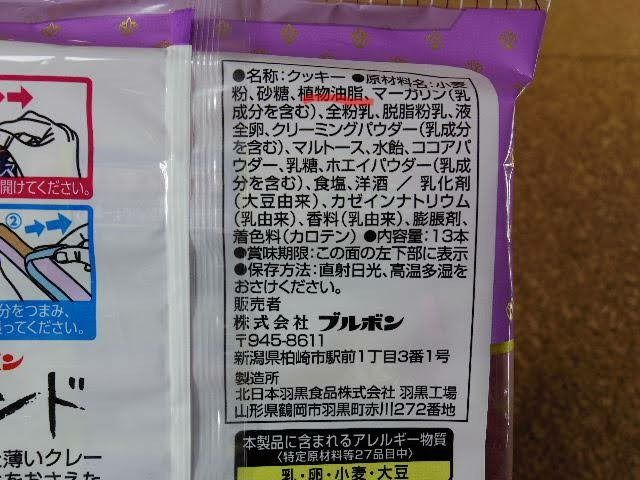 ●名称:クッキー ●原材料名:小麦
粉、砂糖、植物油脂、マーガリン(乳
成分を含む)、全粉乳、脱脂粉乳、液
全卵、クリーミングパウダー(乳成分
を含む)、マルトース、水飴、ココアパ
ウダー、乳糖、ホエイパウダー(乳成
分を含む)、食塩、洋酒 / 乳化剤
(大豆由来)、カゼインナトリウム
(乳由来)、香料(乳由来)、膨脹剤、
着色料(カロテン) ●内容量:13本
●賞味期限:この面の左下部に表示
●保存方法:直射日光、高温多湿を
おさけください。
販売者
株式会社 ブルボン
〒945-8611
新潟県柏崎市駅前1丁目3番1号
製造所
北日本羽黒食品株式会社 羽黒工場
山形県鶴岡市羽黒町赤川272番地
本製品に含まれるアレルギー物質
〈特定原材料等27品目中〉
乳・卵・小麦・大豆
開けてください。
②
分をつまみ、
ってください。
ン
ンド
薄いクレー
をおさえた